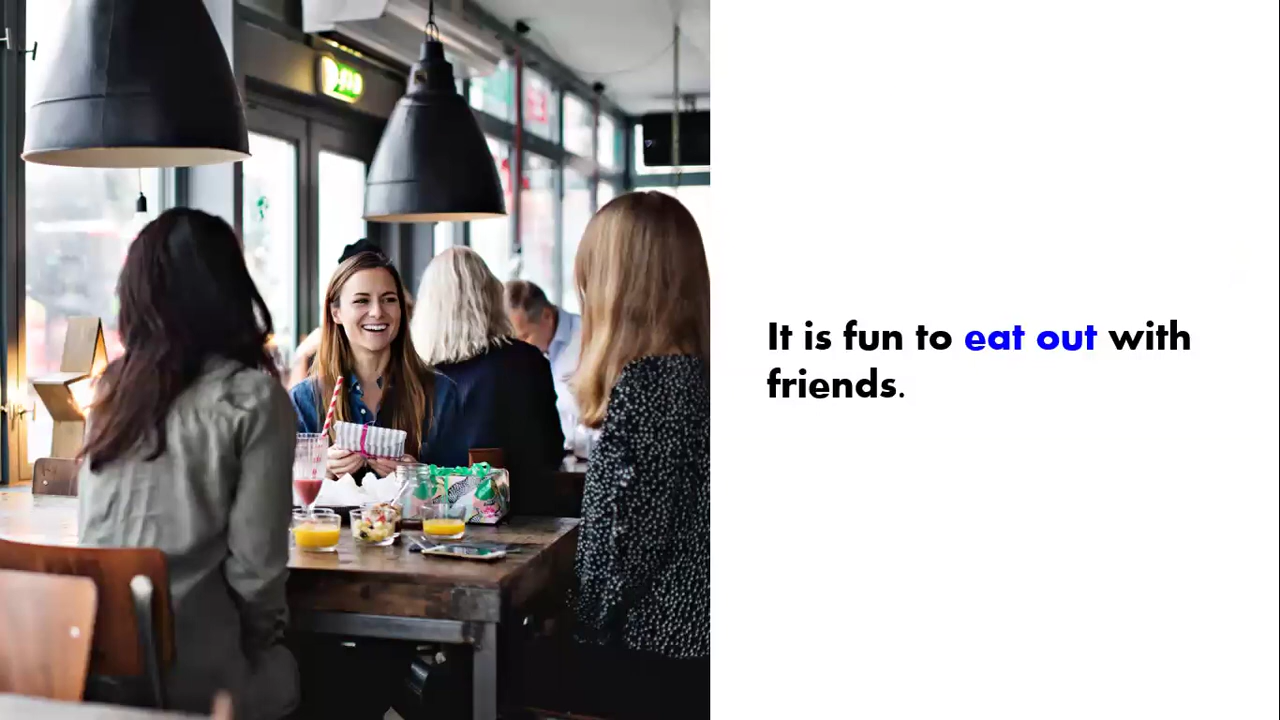 It is fun to eat out with
friends.